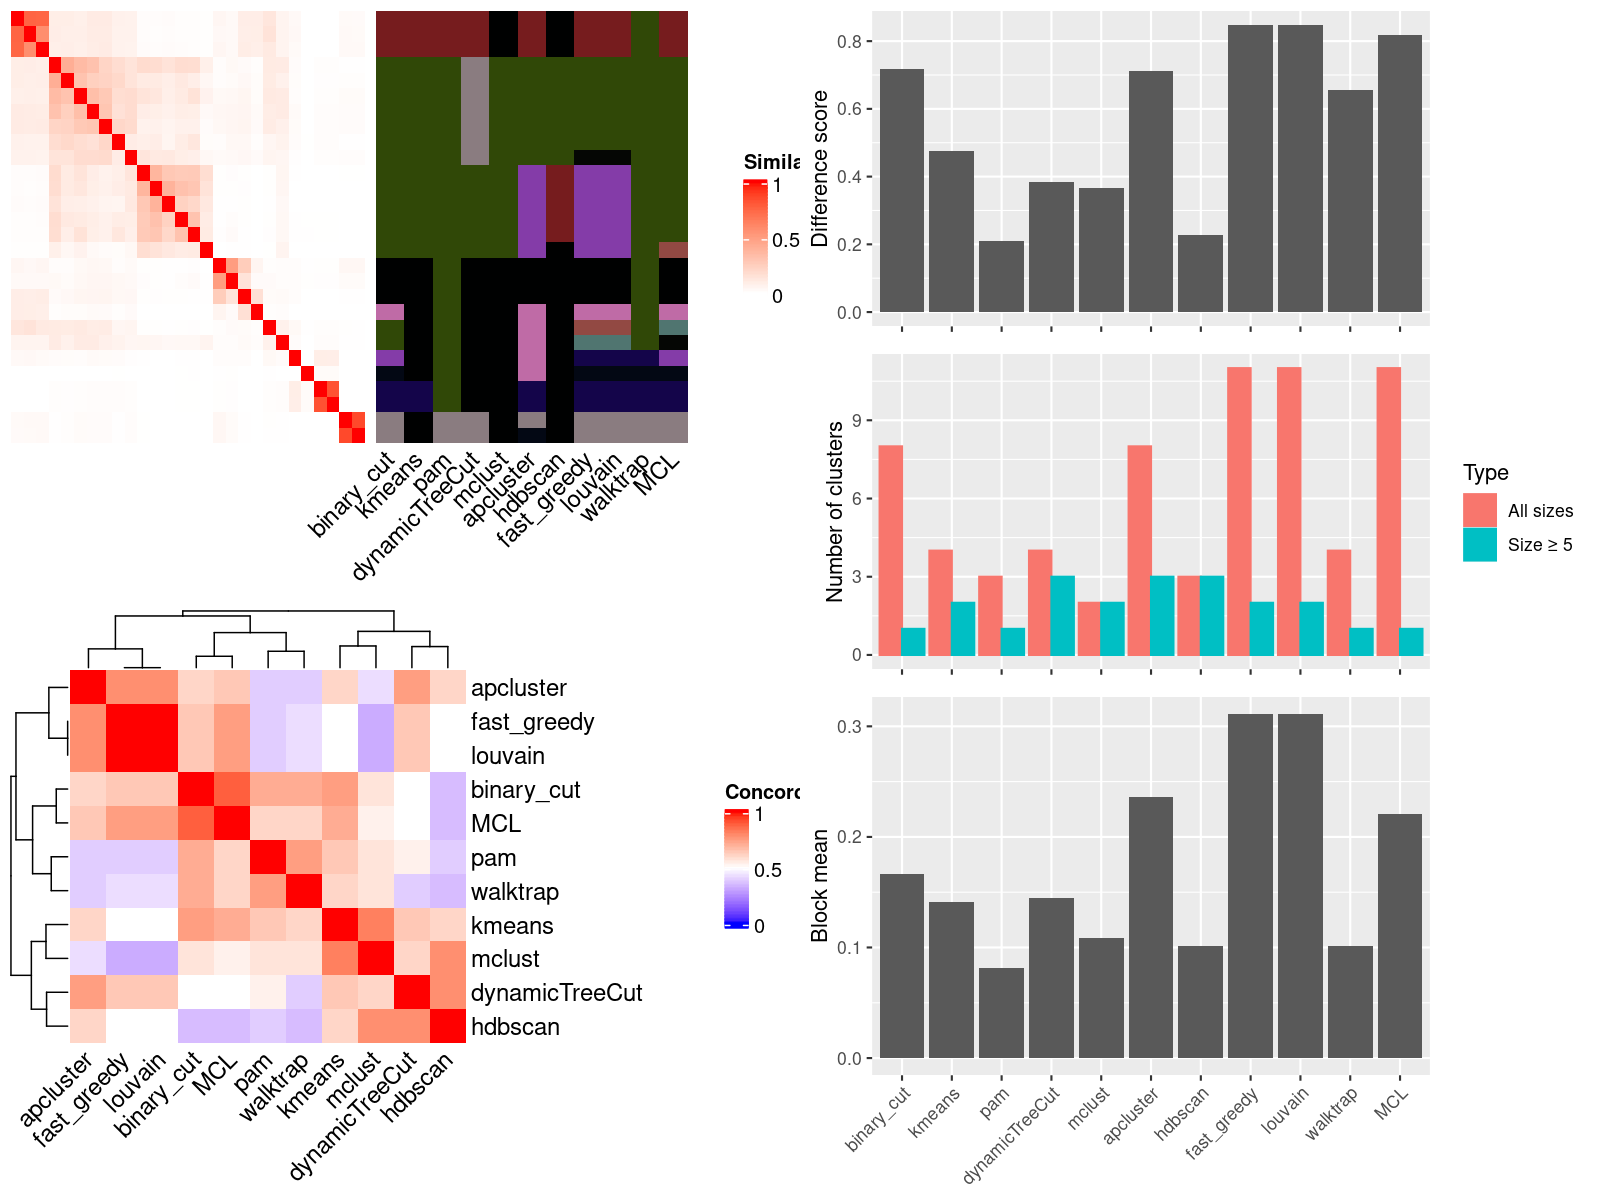 Simila
1
0.5
0
binary_cut
kmeans
pam
dynamicTreeCut
mclust
apcluster
hdbscan
fast_greedy
louvain
walktrap
MCL
Difference score
0.8
0.6
0.4
0.2
0.0
Number of clusters
9
6
3
0
Type
All sizes
Size ≥ 5
apcluster
fast_greedy
louvain
binary_cut
MCL
pam
walktrap
kmeans
mclust
dynamicTreeCut
hdbscan
apcluster
fast_greedy
louvain
binary_cut
MCL
pam
walktrap
kmeans
mclust
dynamicTreeCut
hdbscan
Concord
1
0.5
0
Block mean
0.3
0.2
0.1
0.0
binary_cut
kmeans
pam
dynamicTreeCut
mclust
apcluster
hdbscan
fast_greedy
louvain
walktrap
MCL